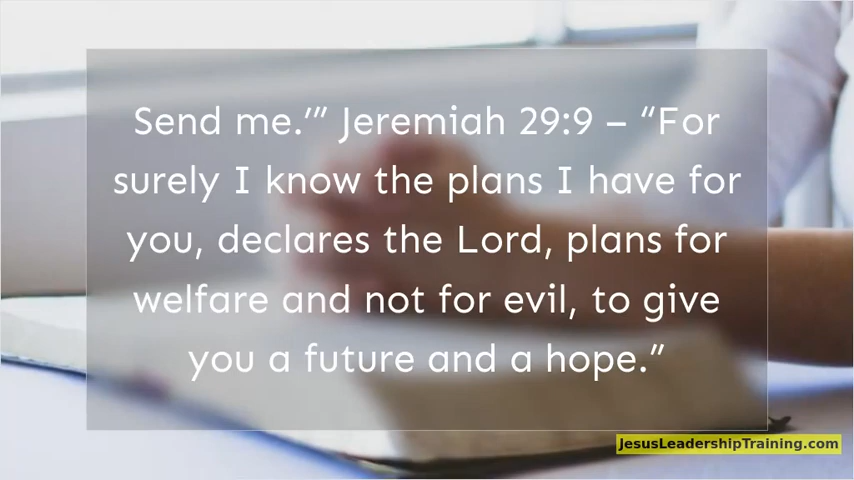 Send me.’” Jeremiah 29:9 – “For
surely I know the plans I have for
you, declares the Lord, plans for
welfare and not for evil, to give
you a future and a hope.”
JesusLeadershipTraining.com